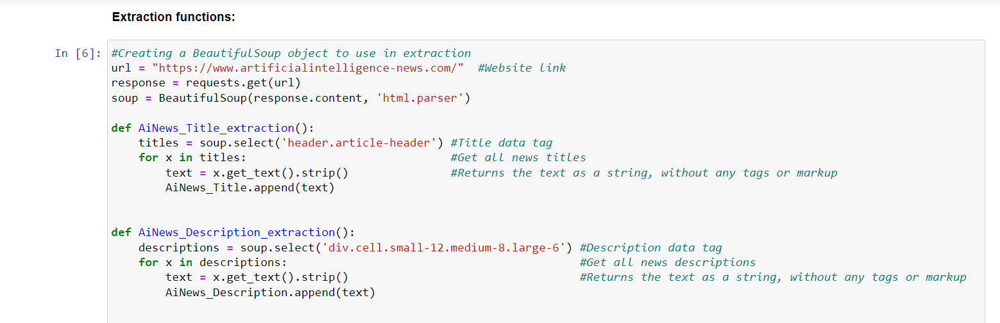 Extraction functions:
In [6]: #Creating a BeautifulSoup object to use in extraction
url = "https://www.artificialintelligence-news.com/"  #Website link
response = requests.get(url)
soup = BeautifulSoup(response.content, 'html.parser')
def AiNews_Title_extraction():
    titles = soup.select('header.article-header') #Title data tag
    for x in titles:                              #Get all news titles
        text = x.get_text().strip()               #Returns the text as a string, without any tags or markup
        AiNews_Title.append(text)
def AiNews_Description_extraction():
    descriptions = soup.select('div.cell.small-12.medium-8.large-6') #Description data tag
    for x in descriptions:                                           #Get all news descriptions
        text = x.get_text().strip()                                  #Returns the text as a string, without any tags or markup
        AiNews_Description.append(text)